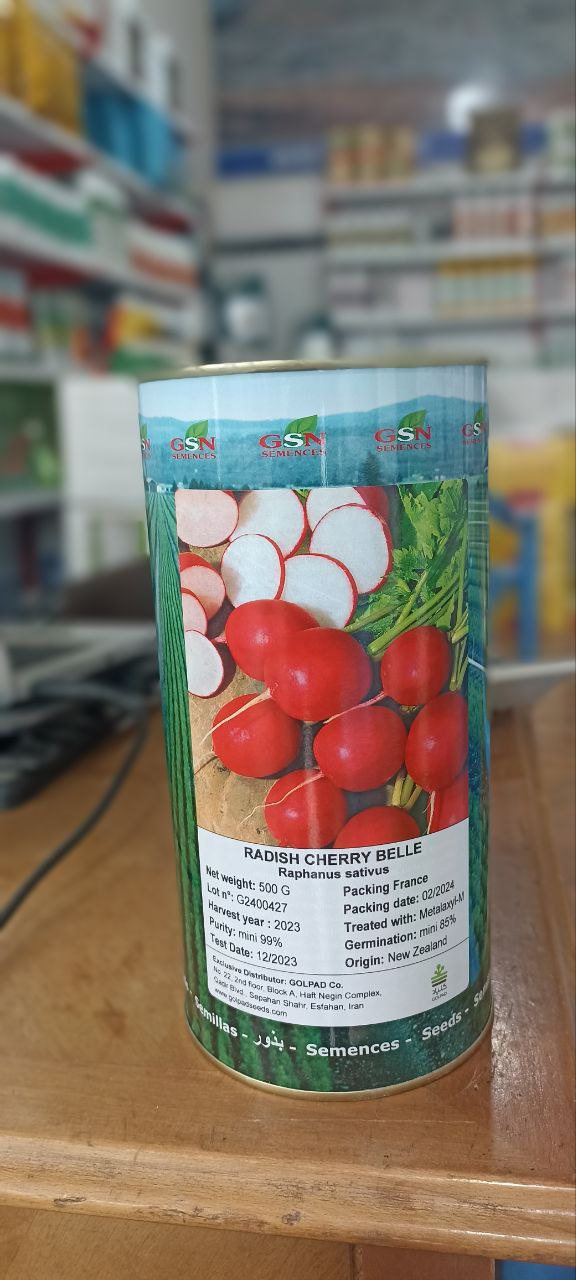 GSN GSN GSN GS
SEMENCES SEMENCES SEMENCES
RADISH CHERRY BELLE
Raphanus sativus
Net weight: 500 G
Lot n°: G2400427
Harvest year : 2023
Purity: mini 99%
Test Date: 12/2023
Packing France
Packing date: 02/2024
Treated with: Metalaxyl-M
Germination: mini 85%
Origin: New Zealand
Exclusive Distributor: GOLPAD Co.
No. 22, 2nd floor, Block A, Haft Negin Complex,
Qadr Blvd., Sepahan Shahr, Esfahan, Iran
www.golpadseeds.com
گلپاد
GOLPAD
- Semillas - بذور - Semences - Seeds -